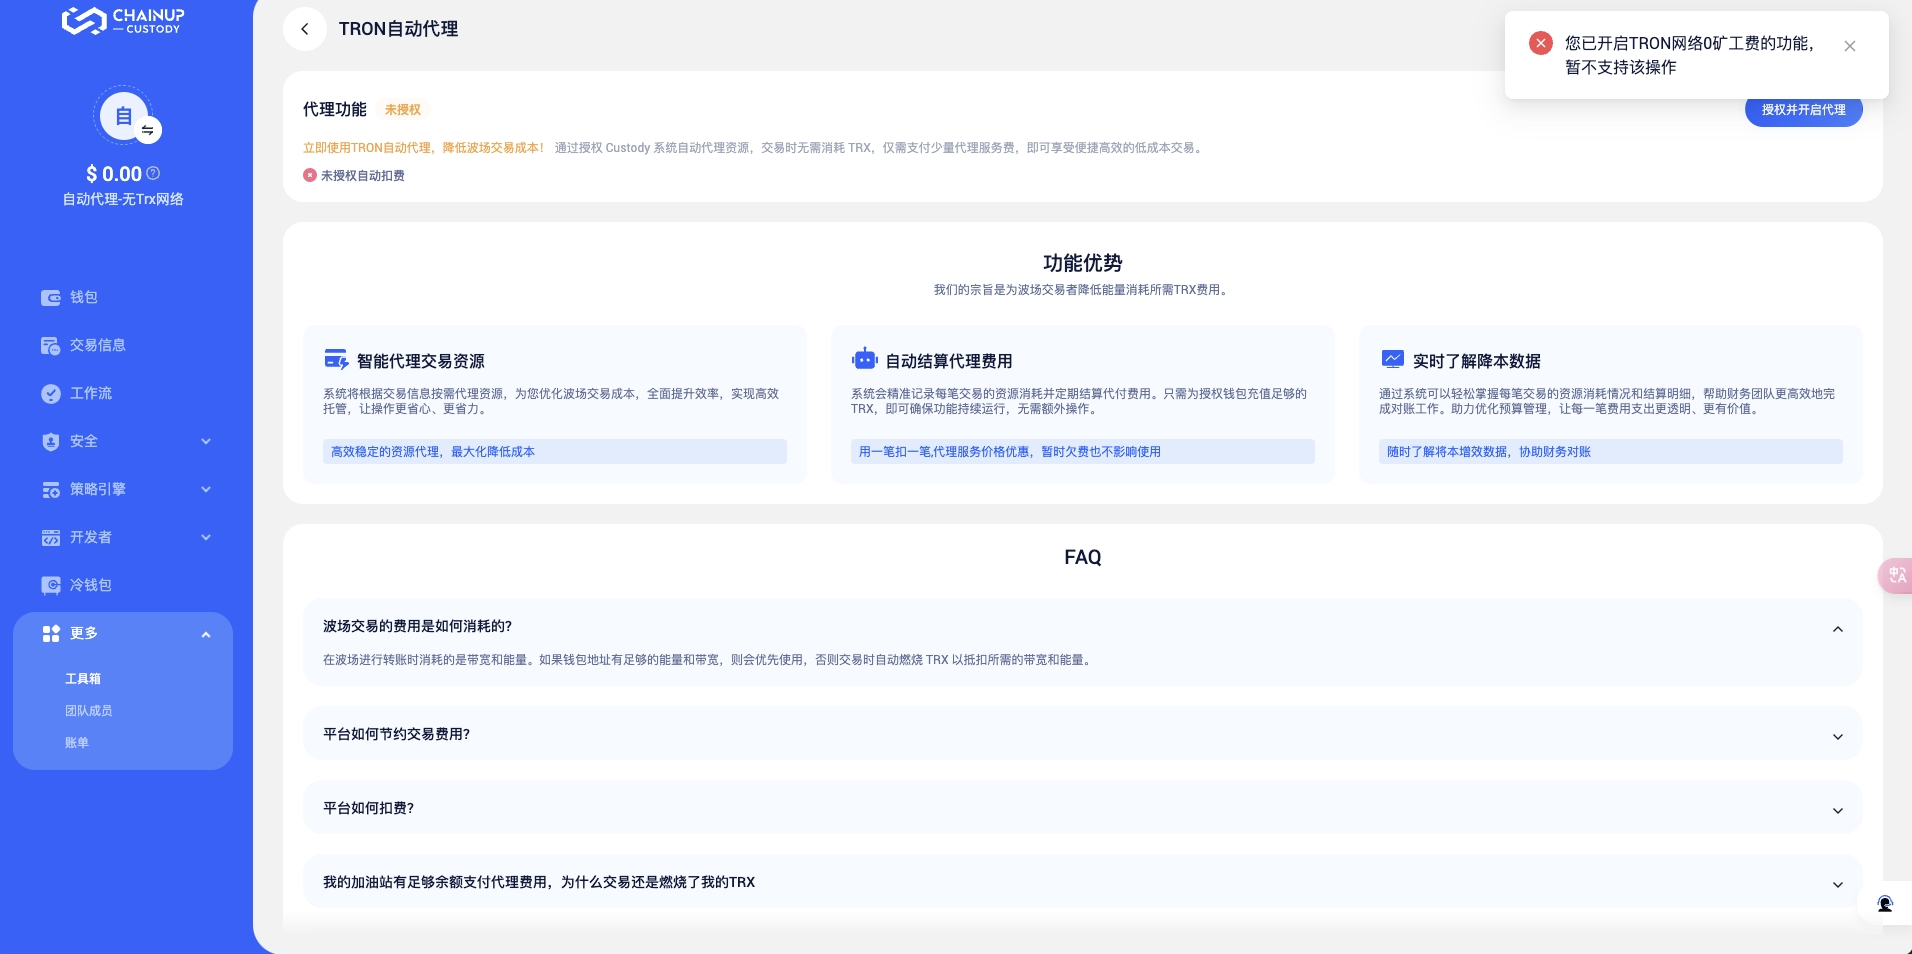 CHAINUP
CUSTODY
自
$ 0.00
自动代理-无Trx网络
钱包
交易信息
工作流
安全
策略引擎
开发者
冷钱包
更多
工具箱
团队成员
账单
TRON自动代理
您已开启TRON网络0矿工费的功能，
暂不支持该操作
代理功能 未授权
授权并开启代理
立即使用TRON自动代理，降低波场交易成本！ 通过授权 Custody 系统自动代理资源，交易时无需消耗 TRX，仅需支付少量代理服务费，即可享受便捷高效的低成本交易。
未授权自动扣费
功能优势
我们的宗旨是为波场交易者降低能量消耗所需TRX费用。
智能代理交易资源
系统将根据交易信息按需代理资源，为您优化波场交易成本，全面提升效率，实现高效
托管，让操作更省心、更省力。
高效稳定的资源代理，最大化降低成本
自动结算代理费用
系统会精准记录每笔交易的资源消耗并定期结算代付费用。只需为授权钱包充值足够的
TRX，即可确保功能持续运行，无需额外操作。
用一笔扣一笔,代理服务价格优惠，暂时欠费也不影响使用
实时了解降本数据
通过系统可以轻松掌握每笔交易的资源消耗情况和结算明细，帮助财务团队更高效地完
成对账工作。助力优化预算管理，让每一笔费用支出更透明、更有价值。
随时了解将本增效数据，协助财务对账
FAQ
波场交易的费用是如何消耗的?
在波场进行转账时消耗的是带宽和能量。如果钱包地址有足够的能量和带宽，则会优先使用，否则交易时自动燃烧 TRX 以抵扣所需的带宽和能量。
平台如何节约交易费用?
平台如何扣费?
我的加油站有足够余额支付代理费用，为什么交易还是燃烧了我的TRX